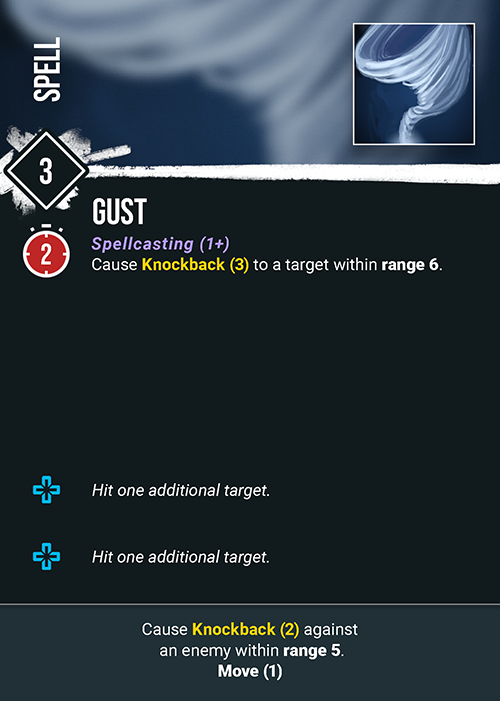 SPELL
3
GUST
2
Spellcasting (1+)
Cause Knockback (3) to a target within range 6.
Hit one additional target.
Hit one additional target.
Cause Knockback (2) against
an enemy within range 5.
Move (1)